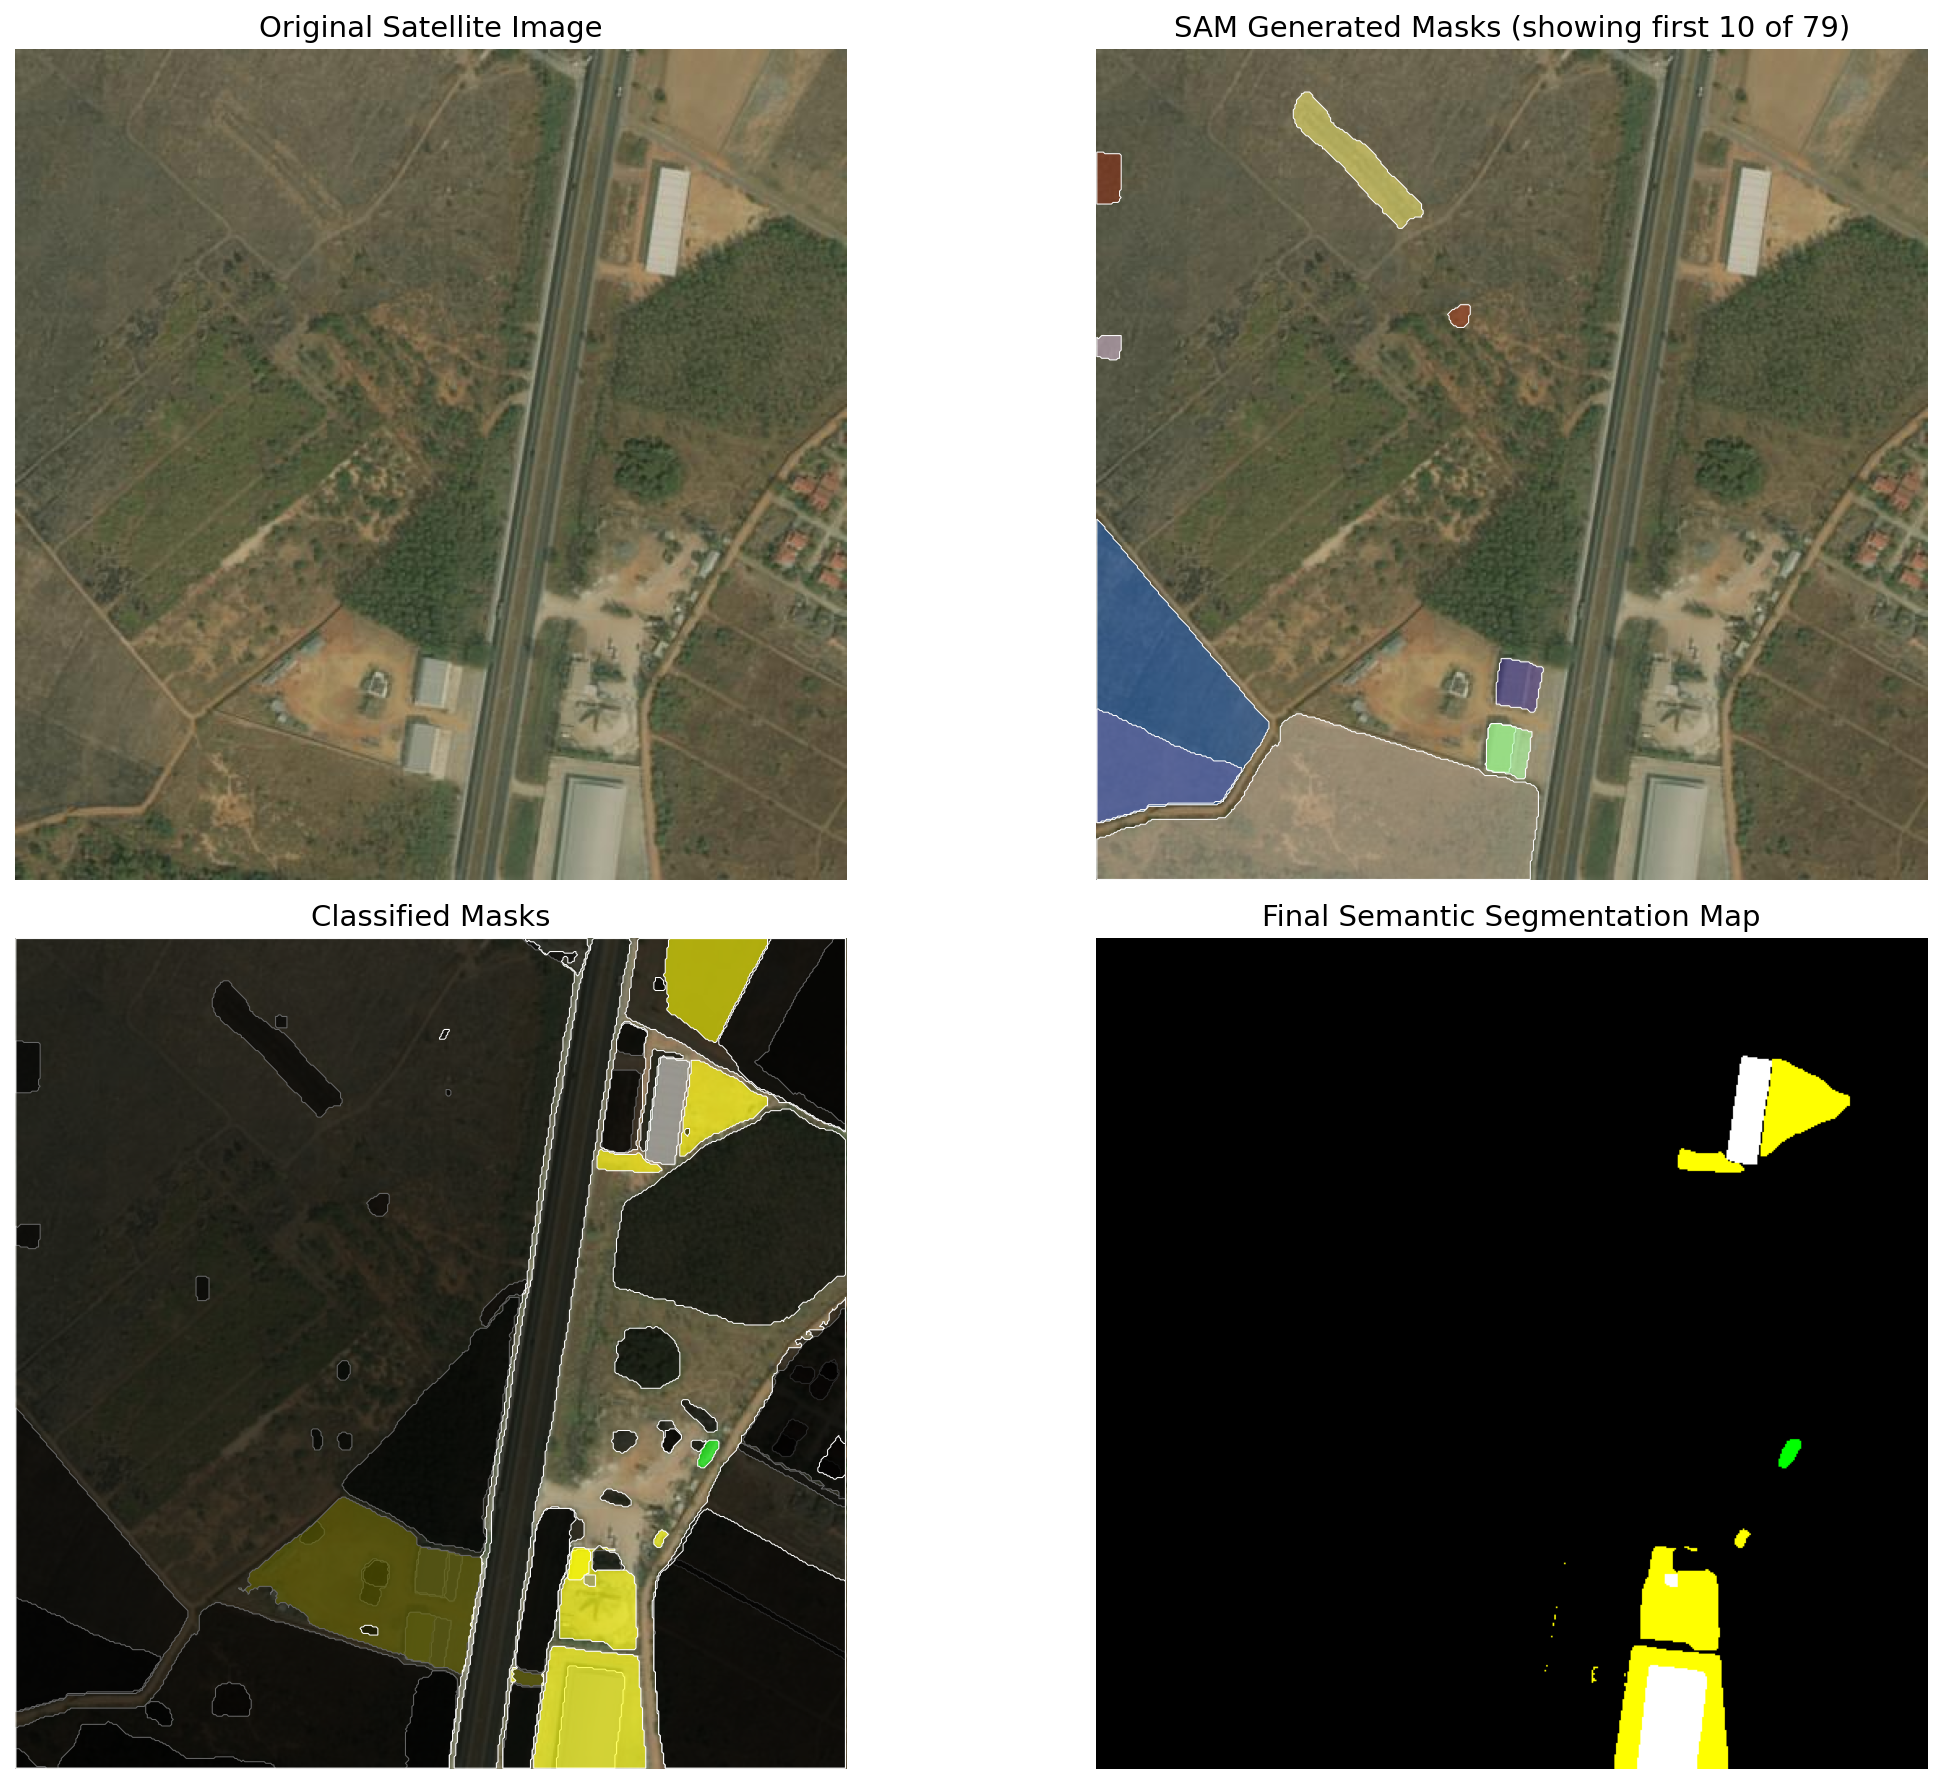 Original Satellite Image
SAM Generated Masks (showing first 10 of 79)
Classified Masks
Final Semantic Segmentation Map